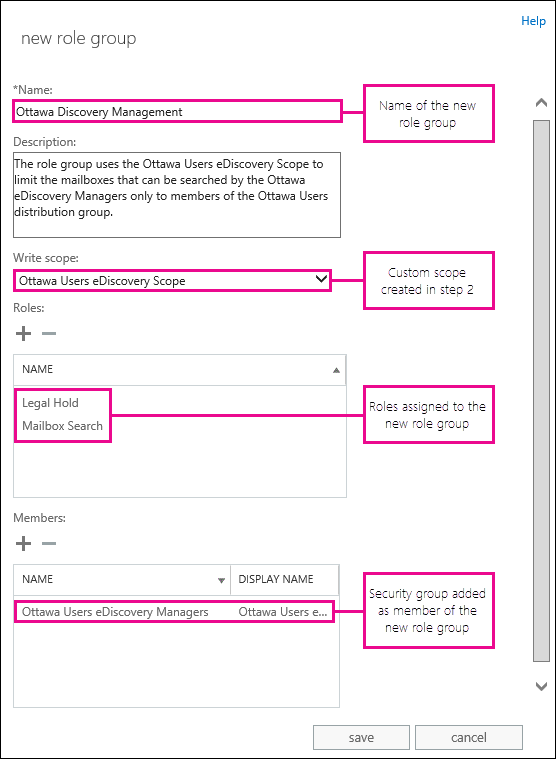 Help
new role group
*Name:
Ottawa Discovery Management
Name of the new
role group
Description:
The role group uses the Ottawa Users eDiscovery Scope to
limit the mailboxes that can be searched by the Ottawa
eDiscovery Managers only to members of the Ottawa Users
distribution group.
Write scope:
Ottawa Users eDiscovery Scope
Custom scope
created in step 2
Roles:
NAME
Legal Hold
Mailbox Search
Roles assigned to the
new role group
Members:
NAME DISPLAY NAME
Ottawa Users eDiscovery Managers Ottawa Users e...
Security group added
as member of the
new role group
save cancel